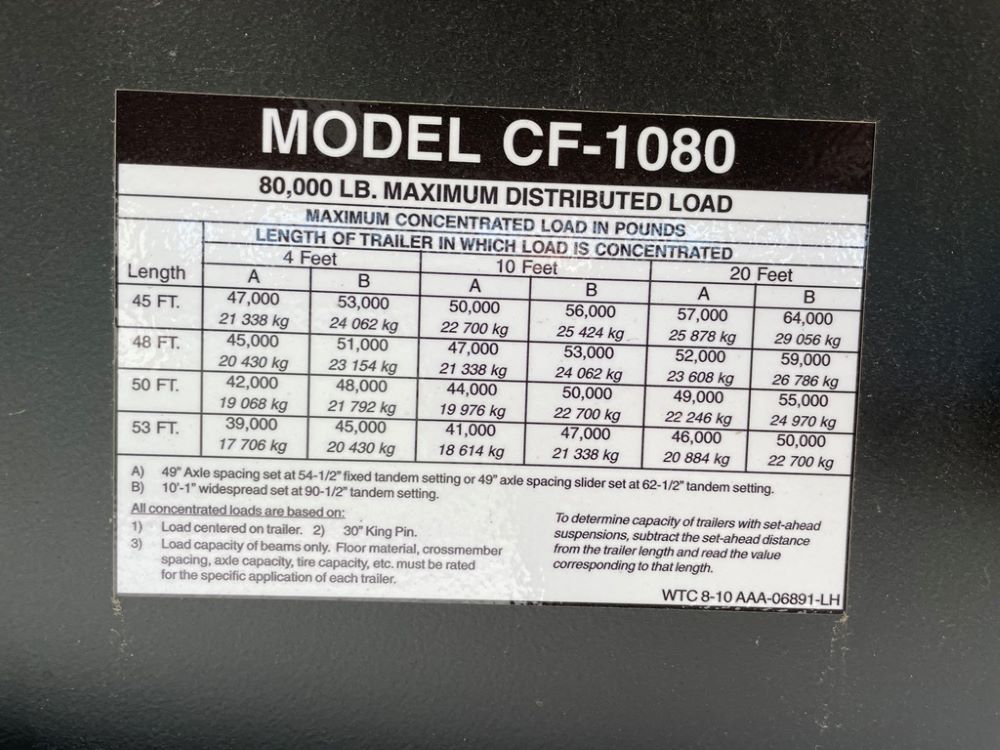 MODEL CF-1080
80,000 LB. MAXIMUM DISTRIBUTED LOAD
MAXIMUM CONCENTRATED LOAD IN POUNDS
LENGTH OF TRAILER IN WHICH LOAD IS CONCENTRATED
4 Feet 10 Feet 20 Feet
Length A B A B A B
45 FT. 47,000 53,000 50,000 56,000 57,000 64,000
21 338 kg 24 062 kg 22 700 kg 25 424 kg 25 878 kg 29 056 kg
48 FT. 45,000 51,000 47,000 53,000 52,000 59,000
20 430 kg 23 154 kg 21 338 kg 24 062 kg 23 608 kg 26 786 kg
50 FT. 42,000 48,000 44,000 50,000 49,000 55,000
19 068 kg 21 792 kg 19 976 kg 22 700 kg 22 246 kg 24 970 kg
53 FT. 39,000 45,000 41,000 47,000 46,000 50,000
17 706 kg 20 430 kg 18 614 kg 21 338 kg 20 884 kg 22 700 kg
A) 49" Axle spacing set at 54-1/2" fixed tandem setting or 49" axle spacing slider set at 62-1/2" tandem setting.
B) 10'-1" widespread set at 90-1/2" tandem setting.
All concentrated loads are based on:
1) Load centered on trailer. 2) 30" King Pin.
3) Load capacity of beams only. Floor material, crossmember
spacing, axle capacity, tire capacity, etc. must be rated
for the specific application of each trailer.
To determine capacity of trailers with set-ahead
suspensions, subtract the set-ahead distance
from the trailer length and read the value
corresponding to that length.
WTC 8-10 AAA-06891-LH